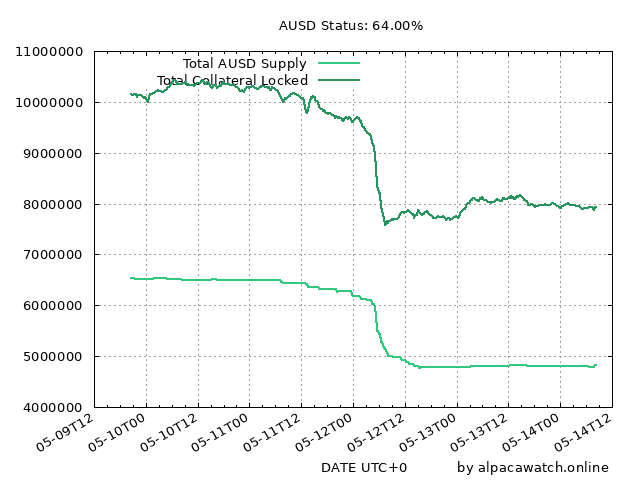 AUSD Status: 64.00%
Total AUSD Supply
Total Collateral Locked
11000000
10000000
9000000
8000000
7000000
6000000
5000000
4000000
05-09T12
05-10T00
05-10T12
05-11T00
05-11T12
05-12T00
05-12T12
05-13T00
05-13T12
05-14T00
05-14T12
DATE UTC+0
by alpacawatch.online